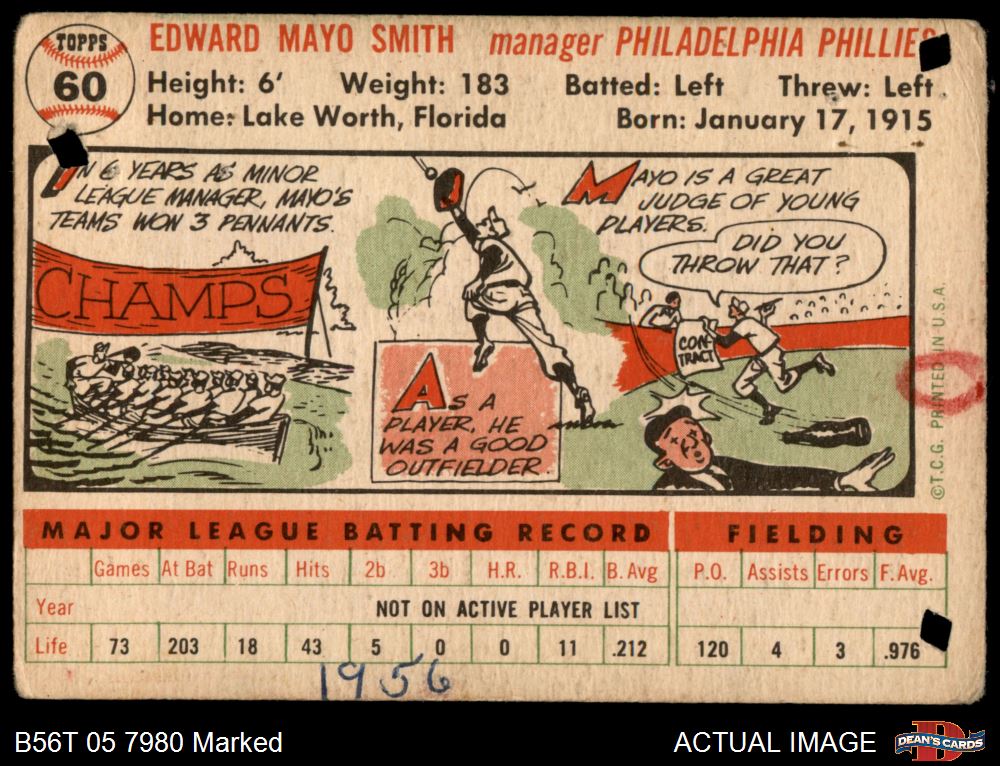 TOPPS
60
EDWARD MAYO SMITH manager PHILADELPHIA PHILLIES
Height: 6' Weight: 183 Batted: Left Threw: Left
Home: Lake Worth, Florida Born: January 17, 1915
IN 6 YEARS AS MINOR
LEAGUE MANAGER, MAYO'S
TEAMS WON 3 PENNANTS.
CHAMPS
AS A
PLAYER, HE
WAS A GOOD
OUTFIELDER.
MAYO IS A GREAT
JUDGE OF YOUNG
PLAYERS.
DID YOU
THROW THAT?
CON-
TRACT
©T.C.G. PRINTED IN U.S.A.
MAJOR LEAGUE BATTING RECORD FIELDING
Games At Bat Runs Hits 2b 3b H.R. R.B.I. B. Avg P.O. Assists Errors F. Avg.
Year NOT ON ACTIVE PLAYER LIST
Life 73 203 18 43 5 0 0 11 .212 120 4 3 .976
1956
B56T 05 7980 Marked ACTUAL IMAGE
DEAN'S CARDS